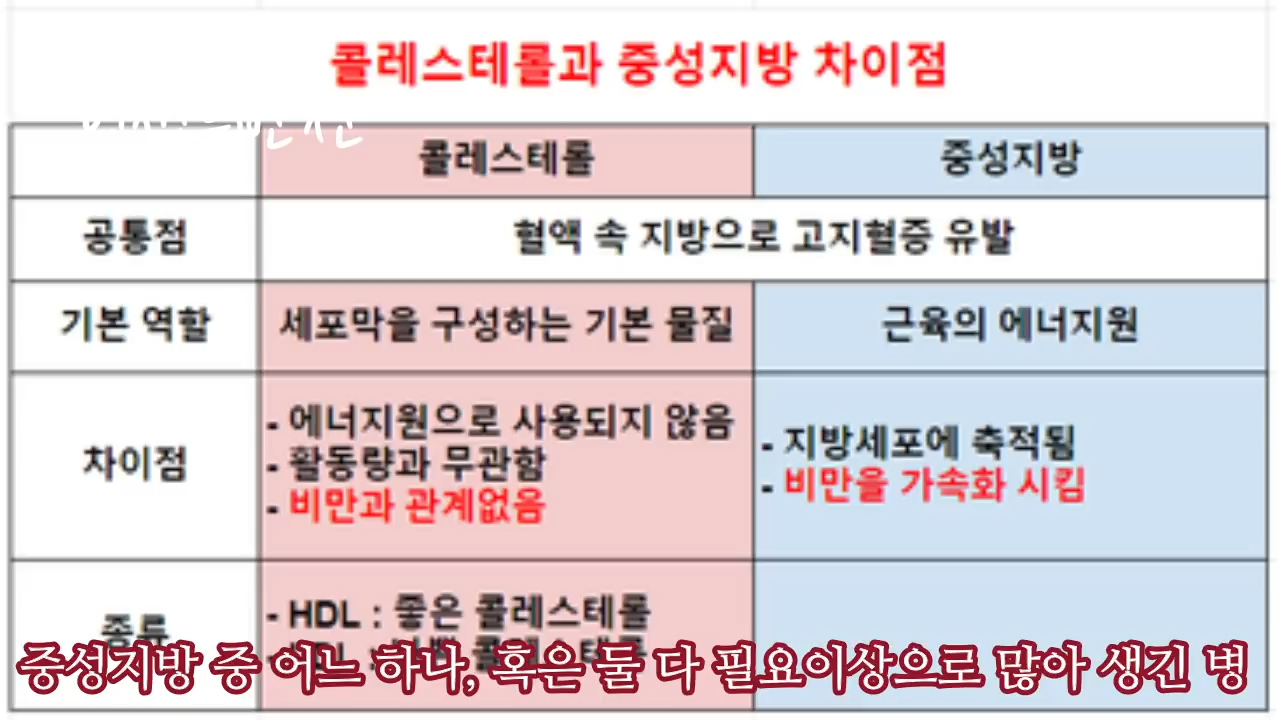 콜레스테롤과 중성지방 차이점
콜레스테롤 중성지방
공통점 혈액 속 지방으로 고지혈증 유발
기본 역할 세포막을 구성하는 기본 물질 근육의 에너지원
차이점
- 에너지원으로 사용되지 않음
- 활동량과 무관함
- 비만과 관계없음
- 지방세포에 축적됨
- 비만을 가속화 시킴
종류
- HDL : 좋은 콜레스테롤
중성지방 중 어느 하나, 혹은 둘 다 필요이상으로 많아 생긴 병